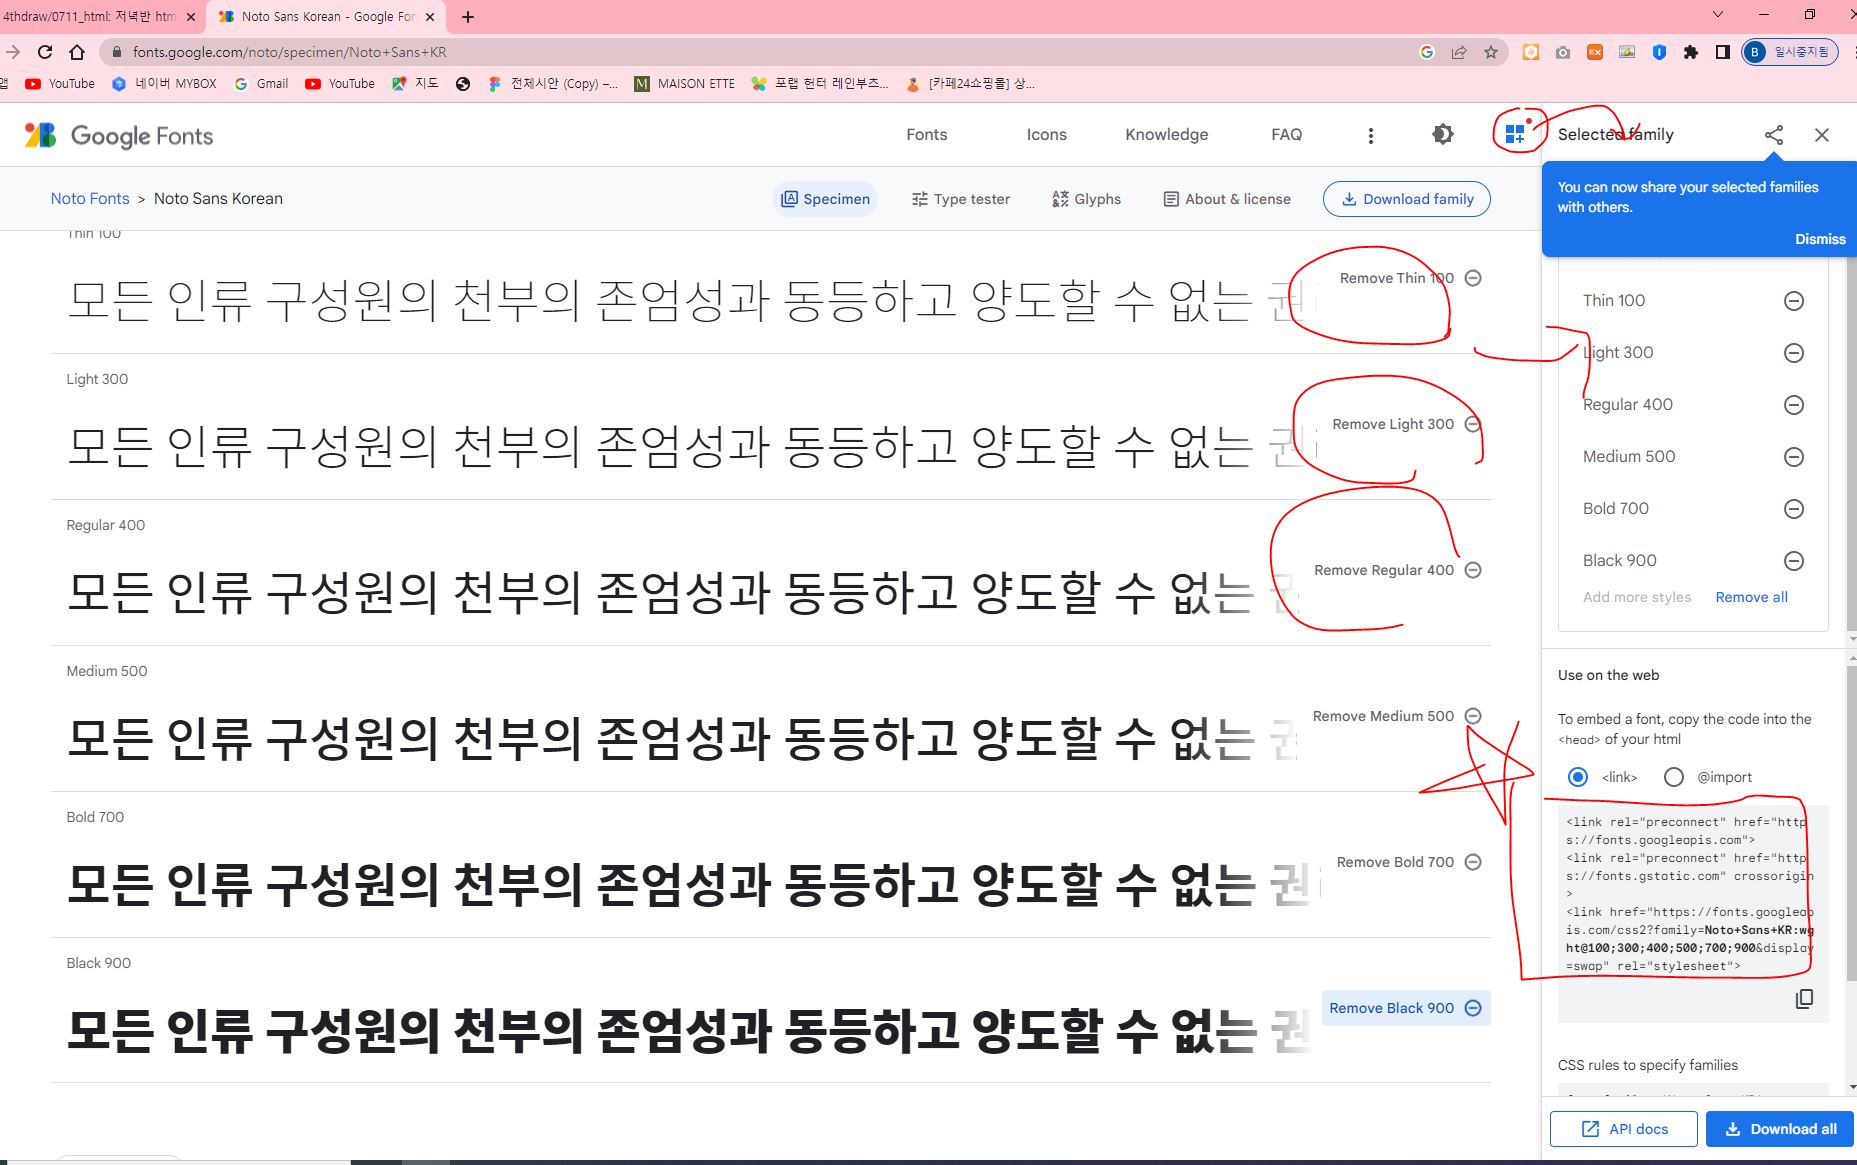 4thdraw/0711_html: 저녁반 htm
Noto Sans Korean - Google Fon
fonts.google.com/noto/specimen/Noto+Sans+KR
EX
B 일시중지됨
앱
YouTube
네이버 MYBOX
Gmail
YouTube
지도
전체시안 (Copy) –...
M MAISON ETTE
포랩 헌터 레인부츠...
[카페24쇼핑몰] 상...
Google Fonts
Fonts
Icons
Knowledge
FAQ
Selected family
Noto Fonts > Noto Sans Korean
Specimen
Type tester
Glyphs
About & license
Download family
You can now share your selected families
with others.
Dismiss
Thin 100
모든 인류 구성원의 천부의 존엄성과 동등하고 양도할 수 없는 권
Remove Thin 100
Light 300
모든 인류 구성원의 천부의 존엄성과 동등하고 양도할 수 없는 권
Remove Light 300
Regular 400
모든 인류 구성원의 천부의 존엄성과 동등하고 양도할 수 없는 권
Remove Regular 400
Medium 500
모든 인류 구성원의 천부의 존엄성과 동등하고 양도할 수 없는 권
Remove Medium 500
Bold 700
모든 인류 구성원의 천부의 존엄성과 동등하고 양도할 수 없는 권
Remove Bold 700
Black 900
모든 인류 구성원의 천부의 존엄성과 동등하고 양도할 수 없는 권
Remove Black 900
Thin 100
Light 300
Regular 400
Medium 500
Bold 700
Black 900
Add more styles
Remove all
Use on the web
To embed a font, copy the code into the
<head> of your html
<link>
@import
<link rel="preconnect" href="http
s://fonts.googleapis.com">
<link rel="preconnect" href="http
s://fonts.gstatic.com" crossorigin
>
<link href="https://fonts.googleap
is.com/css2?family=Noto+Sans+KR:wg
ht@100;300;400;500;700;900&display
=swap" rel="stylesheet">
CSS rules to specify families
API docs
Download all